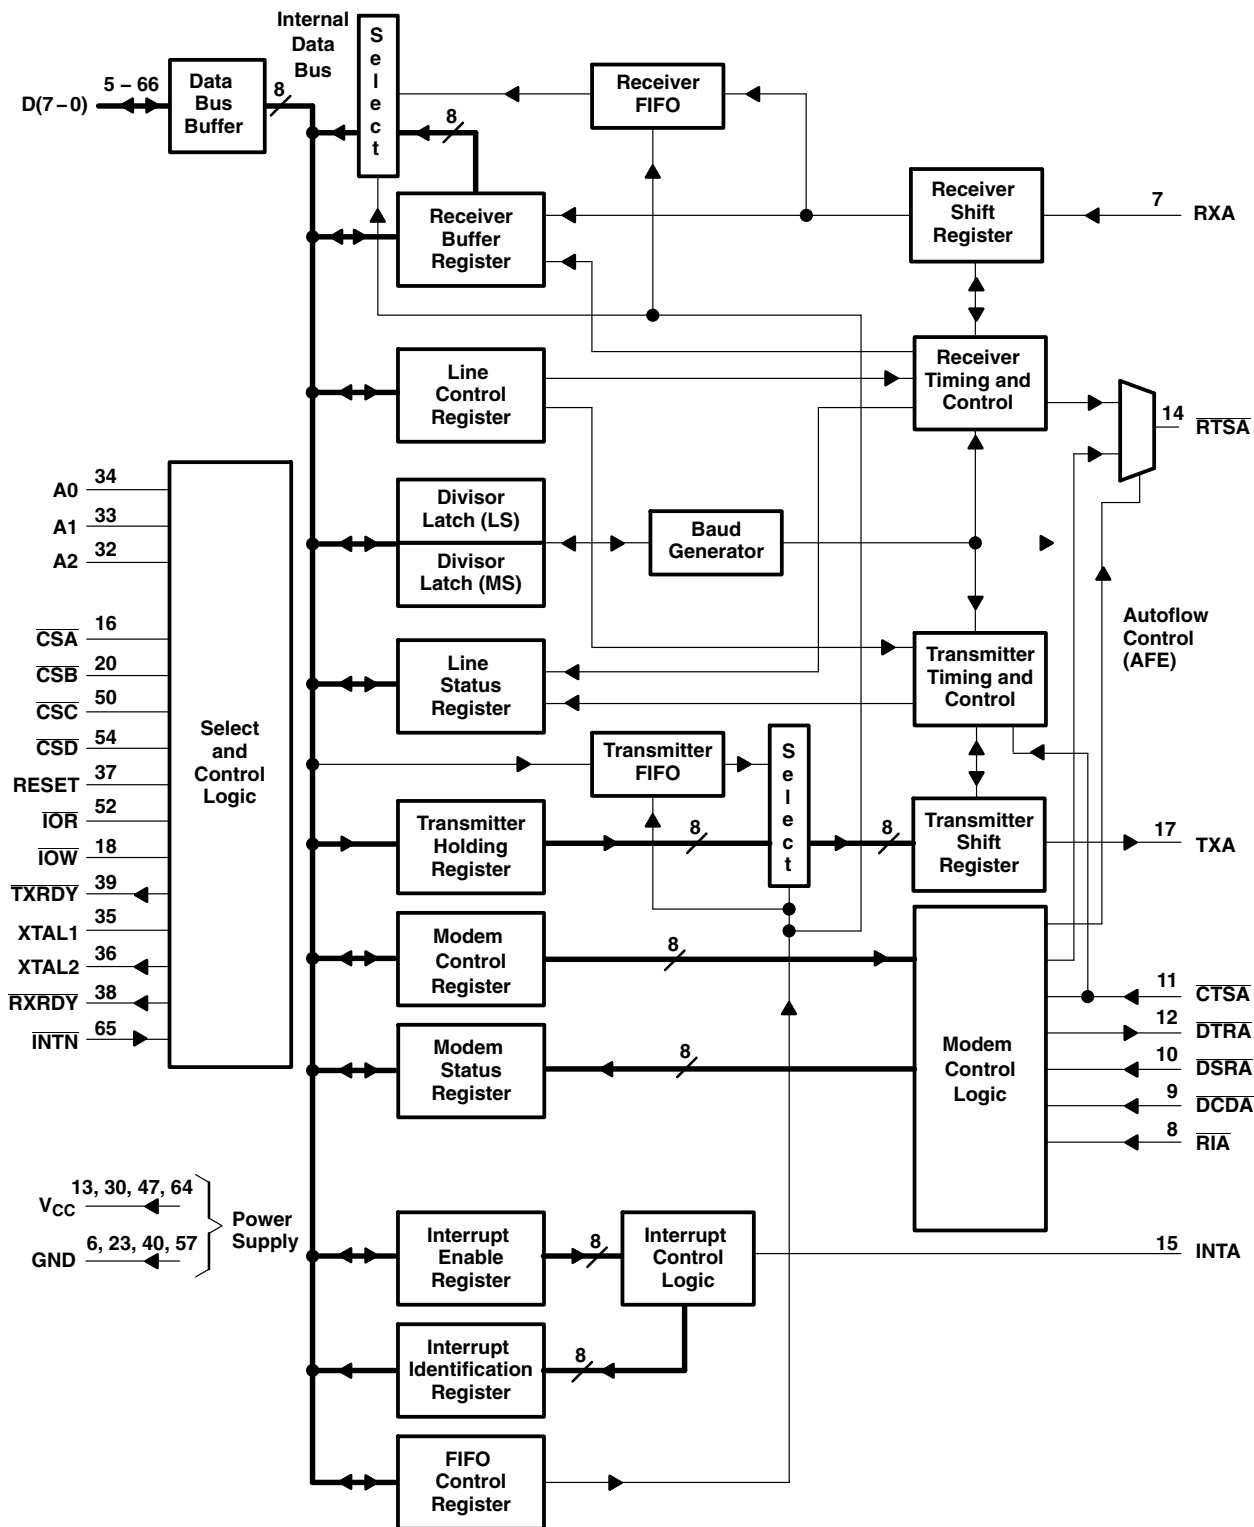 Internal
Data
Bus
S
e
l
e
c
t
D(7–0)
5 – 66
Data
Bus
Buffer
8
8
Receiver
FIFO
Receiver
Buffer
Register
Receiver
Shift
Register
7
RXA
Line
Control
Register
Receiver
Timing and
Control
14
RTSA
Divisor
Latch (LS)
Divisor
Latch (MS)
Baud
Generator
Autoflow
Control
(AFE)
Line
Status
Register
Transmitter
Timing and
Control
A0
34
A1
33
A2
32
CSA
16
CSB
20
CSC
50
CSD
54
RESET
37
IOR
52
IOW
18
TXRDY
39
XTAL1
35
XTAL2
36
RXRDY
38
INTN
65
Select
and
Control
Logic
Transmitter
FIFO
S
e
l
e
c
t
Transmitter
Holding
Register
8
8
Transmitter
Shift
Register
17
TXA
Modem
Control
Register
8
Modem
Status
Register
8
Modem
Control
Logic
11
CTSA
12
DTRA
10
DSRA
9
DCDA
8
RIA
VCC
13, 30, 47, 64
GND
6, 23, 40, 57
Power
Supply
Interrupt
Enable
Register
8
Interrupt
Control
Logic
15
INTA
Interrupt
Identification
Register
8
FIFO
Control
Register